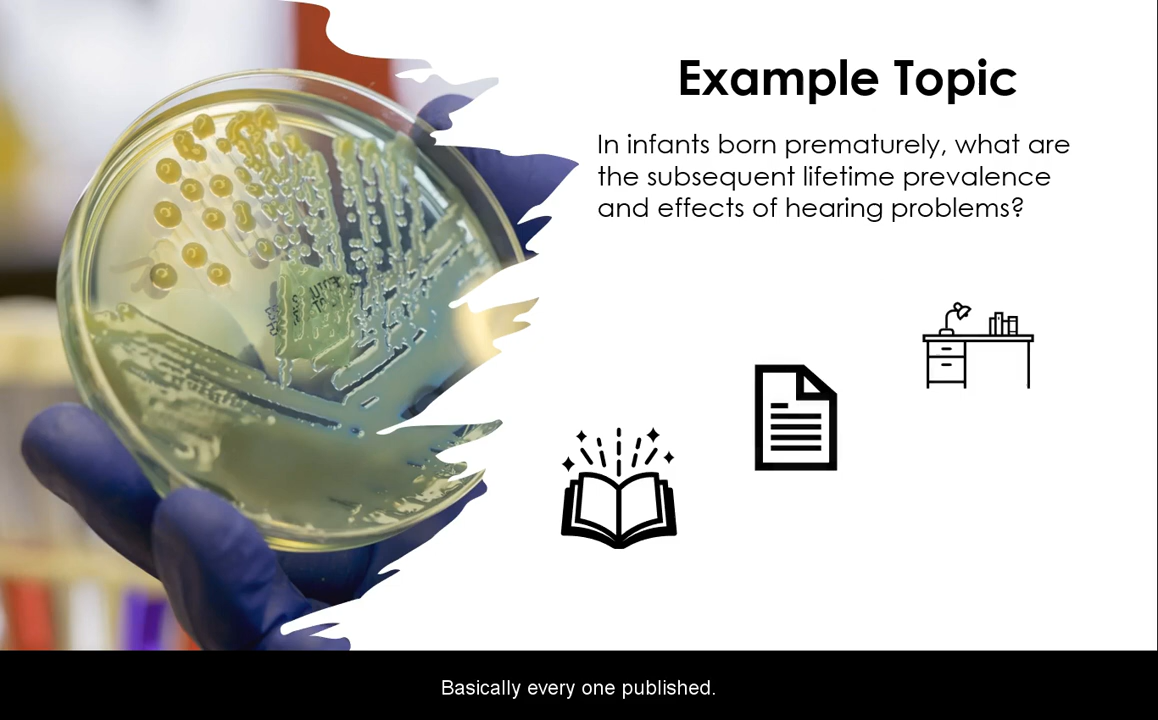 Example Topic
In infants born prematurely, what are
the subsequent lifetime prevalence
and effects of hearing problems?
Basically every one published.